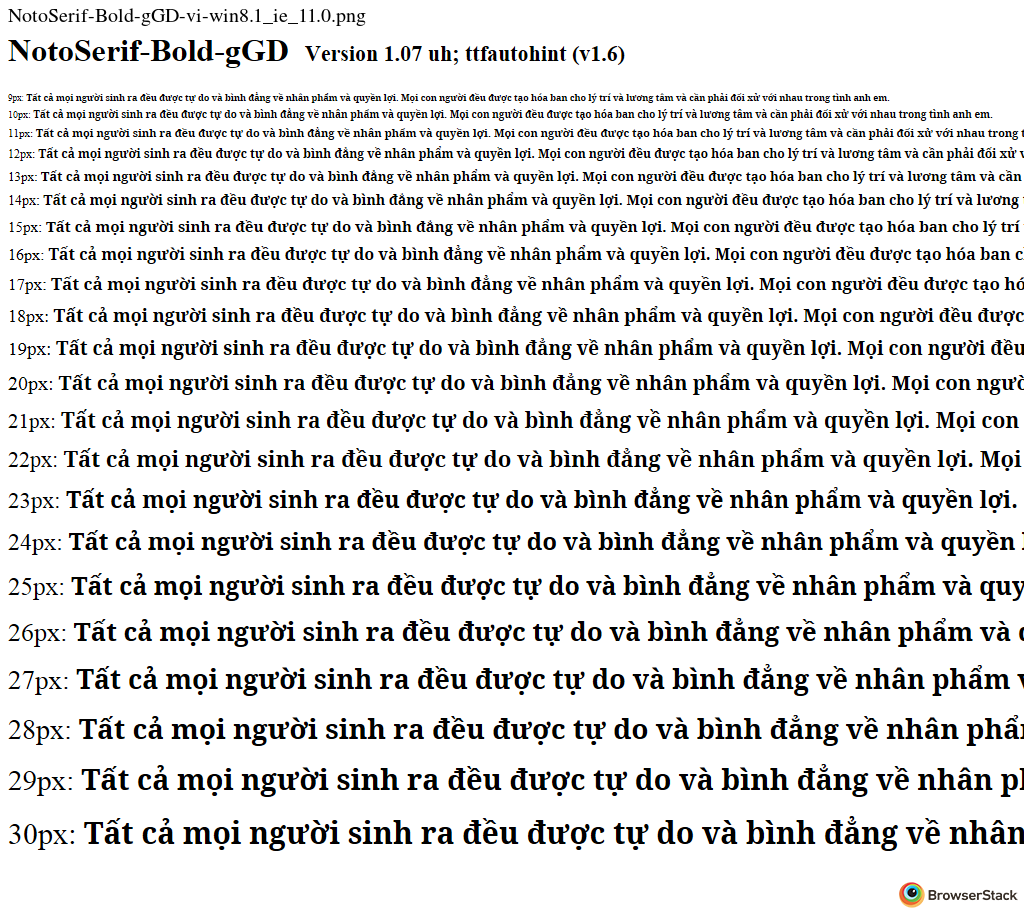 NotoSerif-Bold-gGD-vi-win8.1_ie_11.0.png
NotoSerif-Bold-gGD Version 1.07 uh; ttfautohint (v1.6)
9px: Tất cả mọi người sinh ra đều được tự do và bình đẳng về nhân phẩm và quyền lợi. Mọi con người đều được tạo hóa ban cho lý trí và lương tâm và cần phải đối xử với nhau trong tình anh em.
10px: Tất cả mọi người sinh ra đều được tự do và bình đẳng về nhân phẩm và quyền lợi. Mọi con người đều được tạo hóa ban cho lý trí và lương tâm và cần phải đối xử với nhau trong tình anh em.
11px: Tất cả mọi người sinh ra đều được tự do và bình đẳng về nhân phẩm và quyền lợi. Mọi con người đều được tạo hóa ban cho lý trí và lương tâm và cần phải đối xử với nhau trong t
12px: Tất cả mọi người sinh ra đều được tự do và bình đẳng về nhân phẩm và quyền lợi. Mọi con người đều được tạo hóa ban cho lý trí và lương tâm và cần phải đối xử v
13px: Tất cả mọi người sinh ra đều được tự do và bình đẳng về nhân phẩm và quyền lợi. Mọi con người đều được tạo hóa ban cho lý trí và lương tâm và cần
14px: Tất cả mọi người sinh ra đều được tự do và bình đẳng về nhân phẩm và quyền lợi. Mọi con người đều được tạo hóa ban cho lý trí và lương
15px: Tất cả mọi người sinh ra đều được tự do và bình đẳng về nhân phẩm và quyền lợi. Mọi con người đều được tạo hóa ban cho lý trí
16px: Tất cả mọi người sinh ra đều được tự do và bình đẳng về nhân phẩm và quyền lợi. Mọi con người đều được tạo hóa ban c
17px: Tất cả mọi người sinh ra đều được tự do và bình đẳng về nhân phẩm và quyền lợi. Mọi con người đều được tạo hó
18px: Tất cả mọi người sinh ra đều được tự do và bình đẳng về nhân phẩm và quyền lợi. Mọi con người đều được
19px: Tất cả mọi người sinh ra đều được tự do và bình đẳng về nhân phẩm và quyền lợi. Mọi con người đều
20px: Tất cả mọi người sinh ra đều được tự do và bình đẳng về nhân phẩm và quyền lợi. Mọi con ngườ
21px: Tất cả mọi người sinh ra đều được tự do và bình đẳng về nhân phẩm và quyền lợi. Mọi con
22px: Tất cả mọi người sinh ra đều được tự do và bình đẳng về nhân phẩm và quyền lợi. Mọi
23px: Tất cả mọi người sinh ra đều được tự do và bình đẳng về nhân phẩm và quyền lợi.
24px: Tất cả mọi người sinh ra đều được tự do và bình đẳng về nhân phẩm và quyền l
25px: Tất cả mọi người sinh ra đều được tự do và bình đẳng về nhân phẩm và quy
26px: Tất cả mọi người sinh ra đều được tự do và bình đẳng về nhân phẩm và q
27px: Tất cả mọi người sinh ra đều được tự do và bình đẳng về nhân phẩm v
28px: Tất cả mọi người sinh ra đều được tự do và bình đẳng về nhân phẩm
29px: Tất cả mọi người sinh ra đều được tự do và bình đẳng về nhân ph
30px: Tất cả mọi người sinh ra đều được tự do và bình đẳng về nhân
BrowserStack